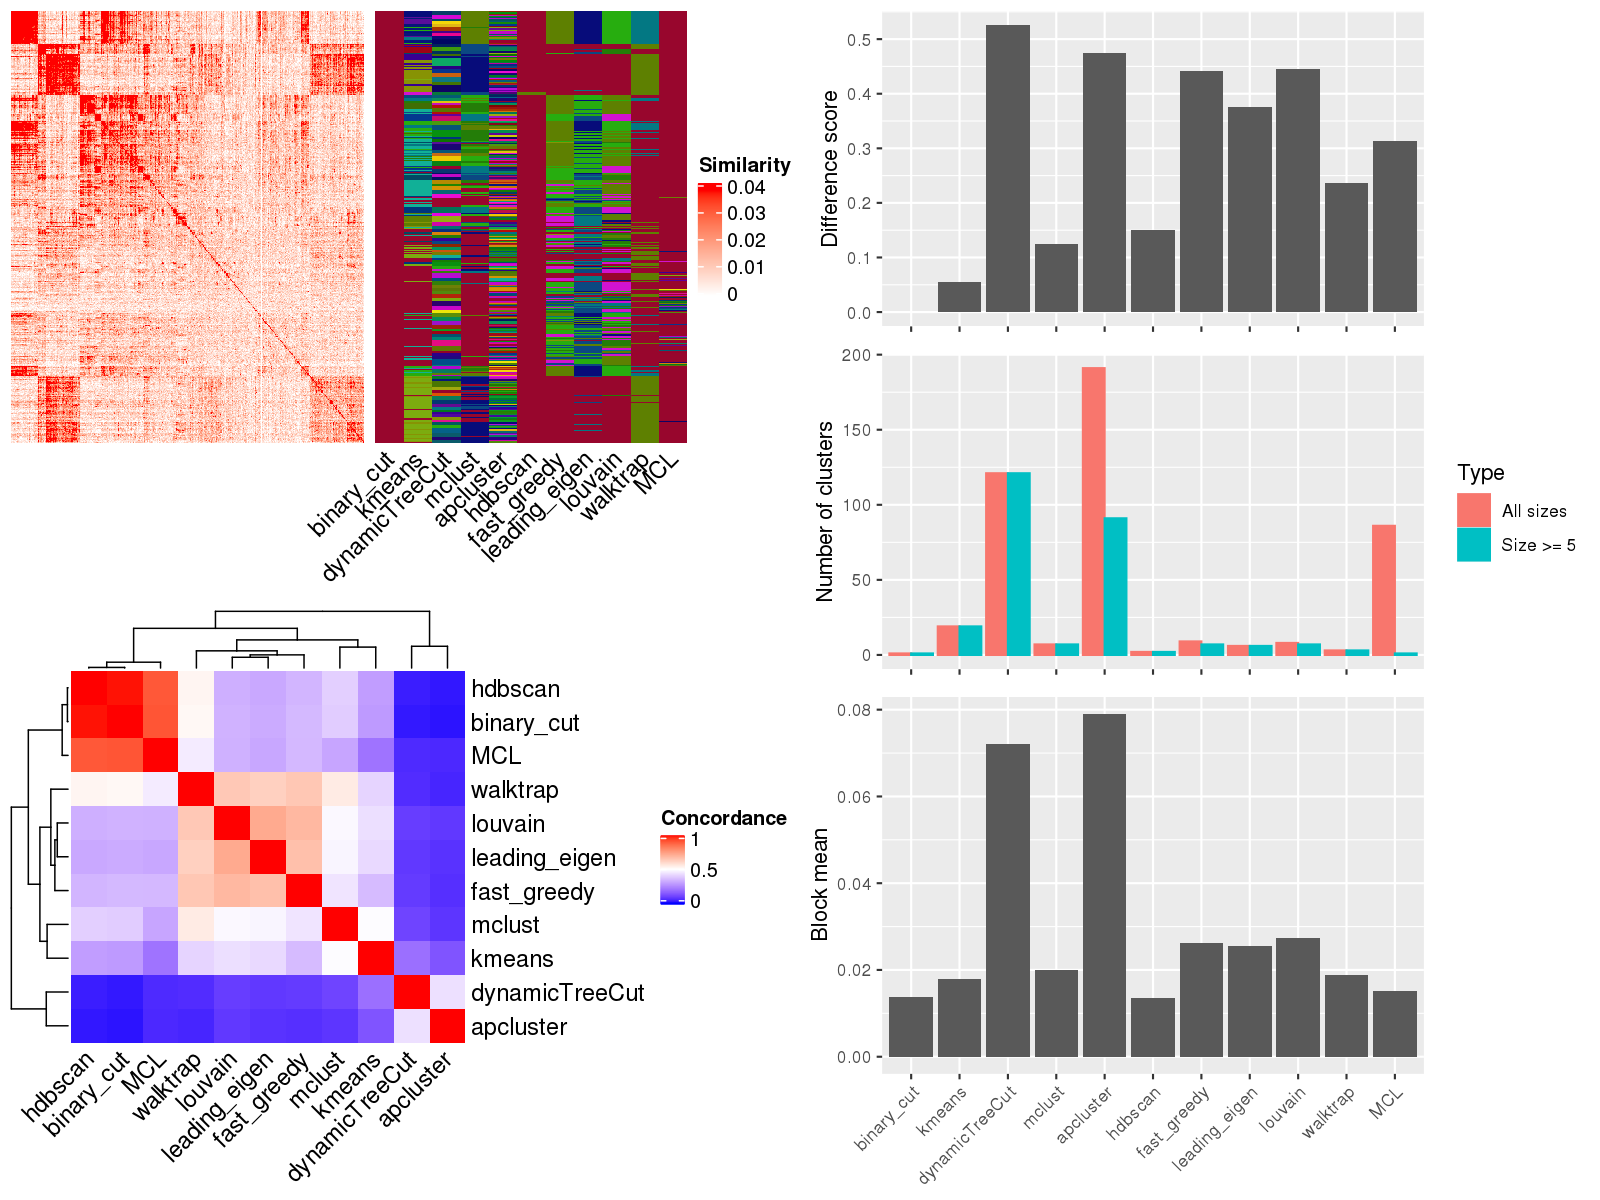 Similarity
0.04
0.03
0.02
0.01
0
binary_cut
kmeans
dynamicTreeCut
mclust
apcluster
hdbscan
fast_greedy
leading_eigen
louvain
walktrap
MCL
hdbscan
binary_cut
MCL
walktrap
louvain
leading_eigen
fast_greedy
mclust
kmeans
dynamicTreeCut
apcluster
hdbscan
binary_cut
MCL
walktrap
louvain
leading_eigen
fast_greedy
mclust
kmeans
dynamicTreeCut
apcluster
Concordance
1
0.5
0
Difference score
0.5
0.4
0.3
0.2
0.1
0.0
Number of clusters
200
150
100
50
0
Type
All sizes
Size >= 5
Block mean
0.08
0.06
0.04
0.02
0.00
binary_cut
kmeans
dynamicTreeCut
mclust
apcluster
hdbscan
fast_greedy
leading_eigen
louvain
walktrap
MCL